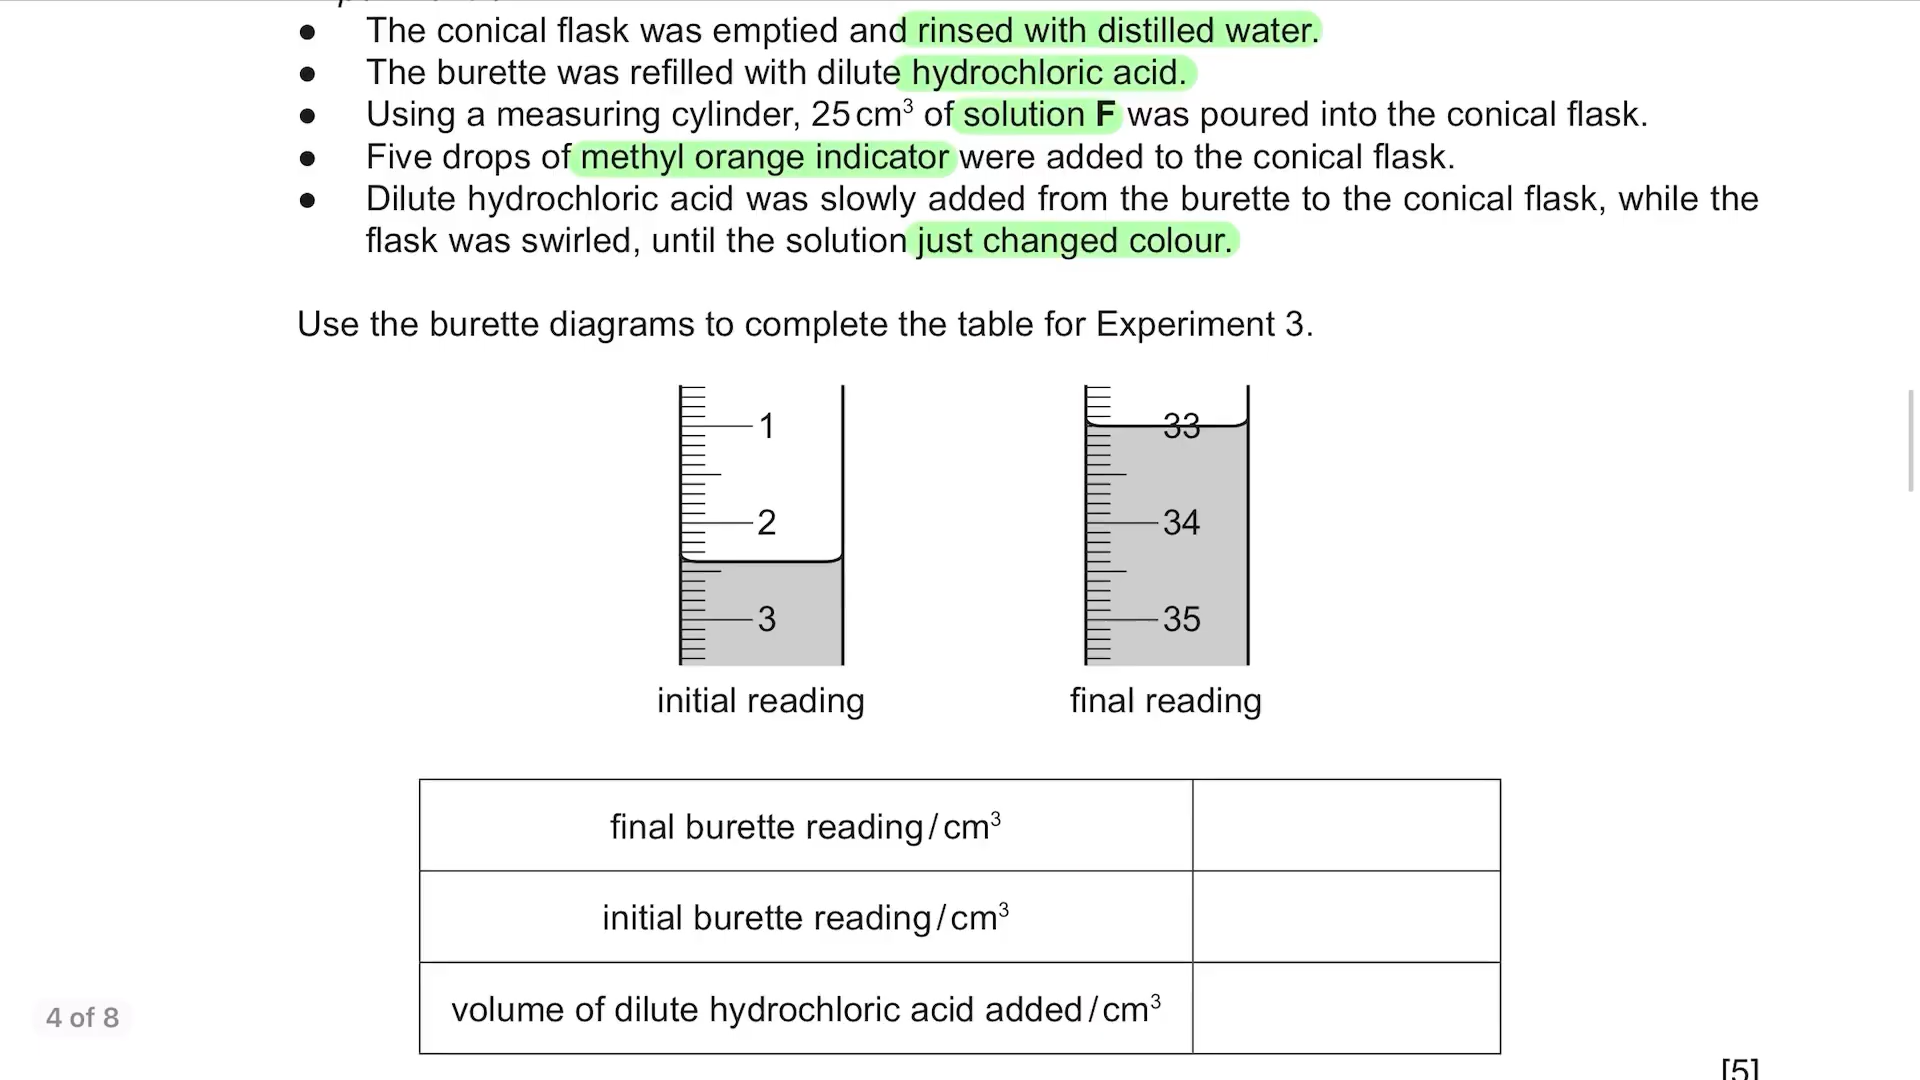 ● The conical flask was emptied and rinsed with distilled water.
● The burette was refilled with dilute hydrochloric acid.
● Using a measuring cylinder, 25 cm³ of solution F was poured into the conical flask.
● Five drops of methyl orange indicator were added to the conical flask.
● Dilute hydrochloric acid was slowly added from the burette to the conical flask, while the
flask was swirled, until the solution just changed colour.
Use the burette diagrams to complete the table for Experiment 3.
1
2
3
33
34
35
initial reading
final reading
final burette reading / cm³
initial burette reading / cm³
volume of dilute hydrochloric acid added / cm³
4 of 8
[5]